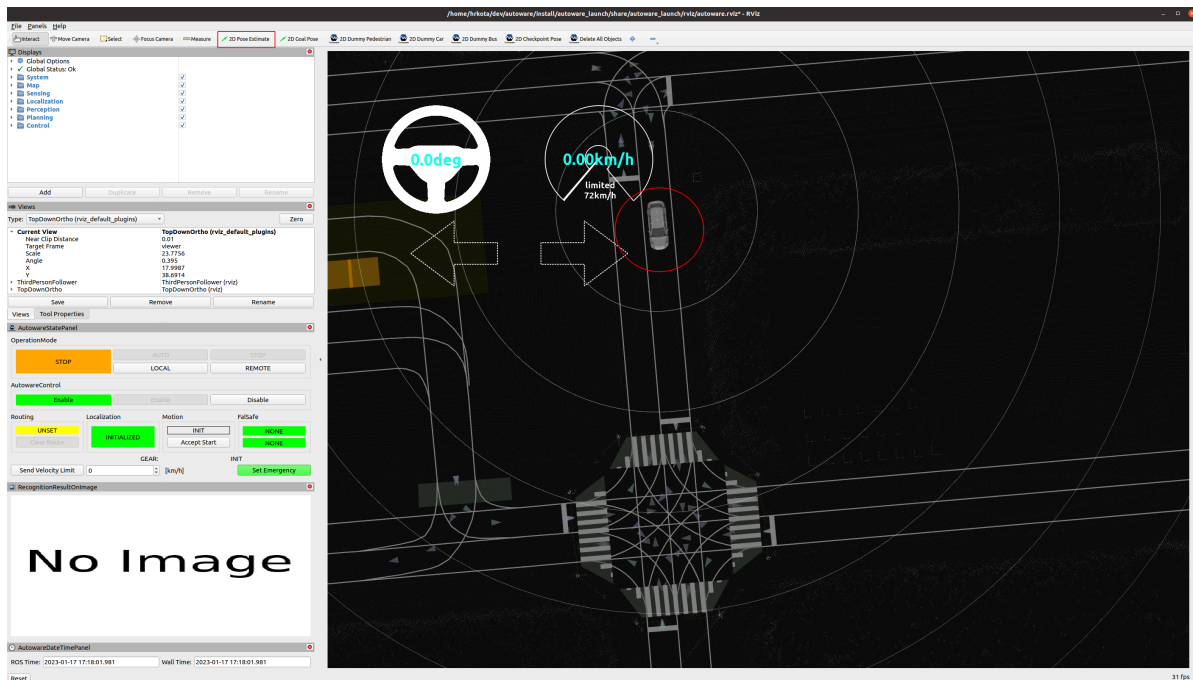 /home/hrkota/dev/autoware/install/autoware_launch/share/autoware_launch/rviz/autoware.rviz* - RViz
File Panels Help
Interact Move Camera Select Focus Camera Measure 2D Pose Estimate 2D Goal Pose 2D Dummy Pedestrian 2D Dummy Car 2D Dummy Bus 2D Checkpoint Pose Delete All Objects
Displays
Global Options
Global Status: Ok
System
Map
Sensing
Localization
Perception
Planning
Control
Add Duplicate Remove Rename
Views
Type: TopDownOrtho (rviz_default_plugins) Zero
Current View TopDownOrtho (rviz_default_plugins)
Near Clip Distance 0.01
Target Frame viewer
Scale 23.7756
Angle 0.395
X 17.9987
Y 38.6914
ThirdPersonFollower ThirdPersonFollower (rviz)
TopDownOrtho TopDownOrtho (rviz)
Save Remove Rename
Views Tool Properties
AutowareStatePanel
OperationMode
STOP AUTO STOP
LOCAL REMOTE
AutowareControl
Enable Enable Disable
Routing Localization Motion FalSafe
UNSET INITIALIZED INIT NONE
Clear Route Accept Start NONE
GEAR: INIT
Send Velocity Limit 0 [km/h] Set Emergency
RecognitionResultOnImage
No Image
AutowareDateTimePanel
ROS Time: 2023-01-17 17:18:01.981 Wall Time: 2023-01-17 17:18:01.981
Reset
0.0deg
0.00km/h
limited
72km/h
31 fps